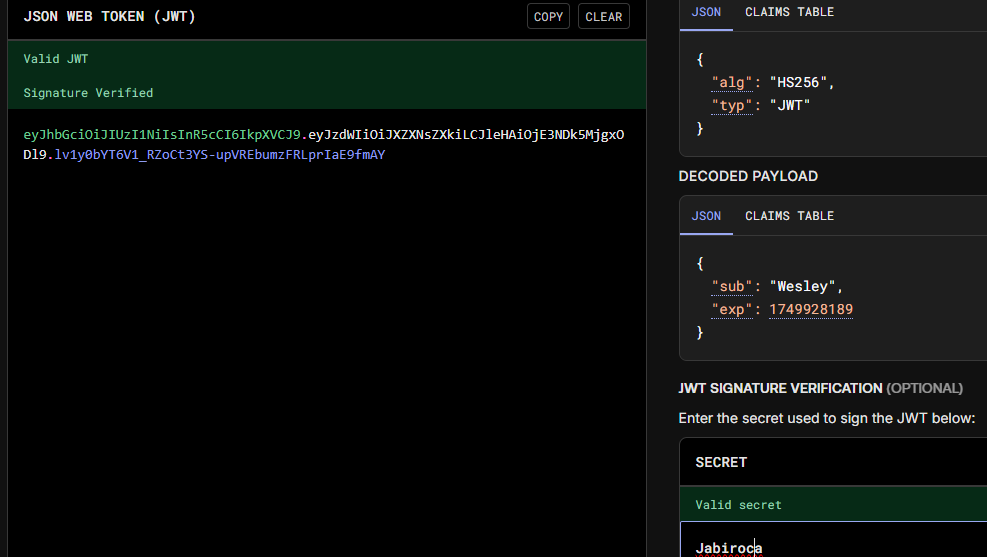 JSON WEB TOKEN (JWT)
COPY
CLEAR
Valid JWT
Signature Verified
eyJhbGciOiJIUzI1NiIsInR5cCI6IkpXVCJ9.eyJzdWIiOiJXZXNsZXkiLCJleHAiOjE3NDk5MjgxO
Dl9.lv1y0bYT6V1_RZoCt3YS-upVREbumzFRLprIaE9fmAY
JSON
CLAIMS TABLE
{
"alg": "HS256",
"typ": "JWT"
}
DECODED PAYLOAD
JSON
CLAIMS TABLE
{
"sub": "Wesley",
"exp": 1749928189
}
JWT SIGNATURE VERIFICATION (OPTIONAL)
Enter the secret used to sign the JWT below:
SECRET
Valid secret
Jabiroca